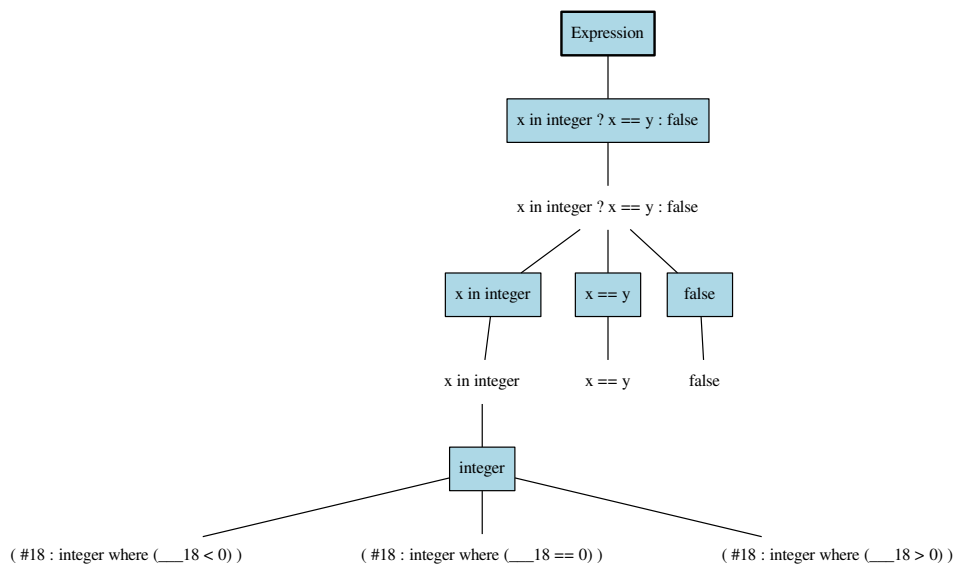 Expression
x in integer ? x == y : false
x in integer ? x == y : false
x in integer
x == y
false
x in integer
x == y
false
integer
( #18 : integer where (___18 < 0) )
( #18 : integer where (___18 == 0) )
( #18 : integer where (___18 > 0) )